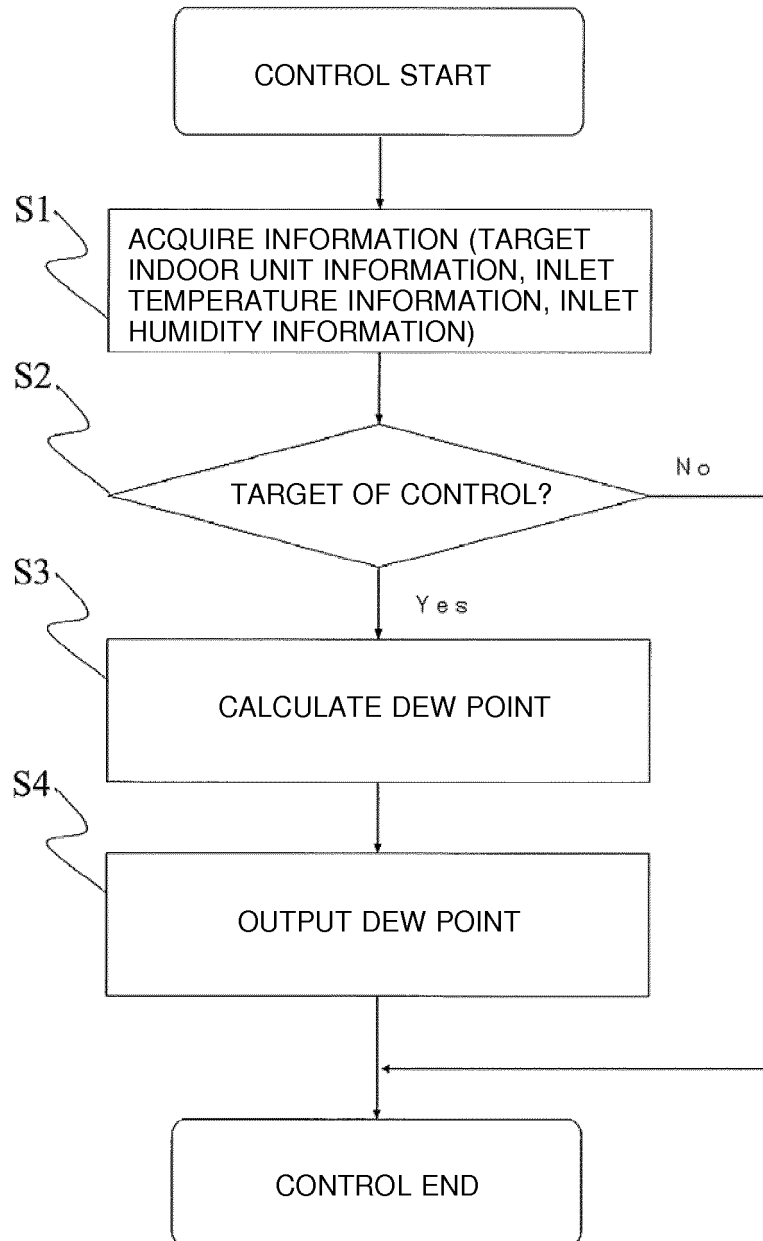 CONTROL START
S1
ACQUIRE INFORMATION (TARGET
INDOOR UNIT INFORMATION, INLET
TEMPERATURE INFORMATION, INLET
HUMIDITY INFORMATION)
S2
TARGET OF CONTROL?
No
Yes
S3
CALCULATE DEW POINT
S4
OUTPUT DEW POINT
CONTROL END